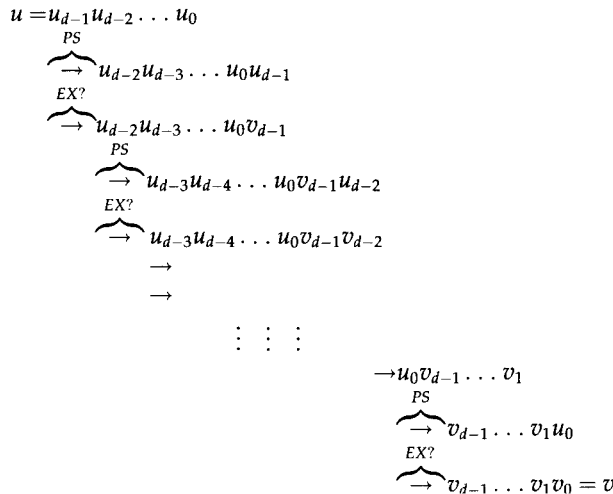 u = u_{d−1}u_{d−2} . . . u_0
PS
→ u_{d−2}u_{d−3} . . . u_0u_{d−1}
EX?
→ u_{d−2}u_{d−3} . . . u_0v_{d−1}
PS
→ u_{d−3}u_{d−4} . . . u_0v_{d−1}u_{d−2}
EX?
→ u_{d−3}u_{d−4} . . . u_0v_{d−1}v_{d−2}
→
→
⋮ ⋮ ⋮
→u_0v_{d−1} . . . v_1
PS
→ v_{d−1} . . . v_1u_0
EX?
→ v_{d−1} . . . v_1v_0 = v